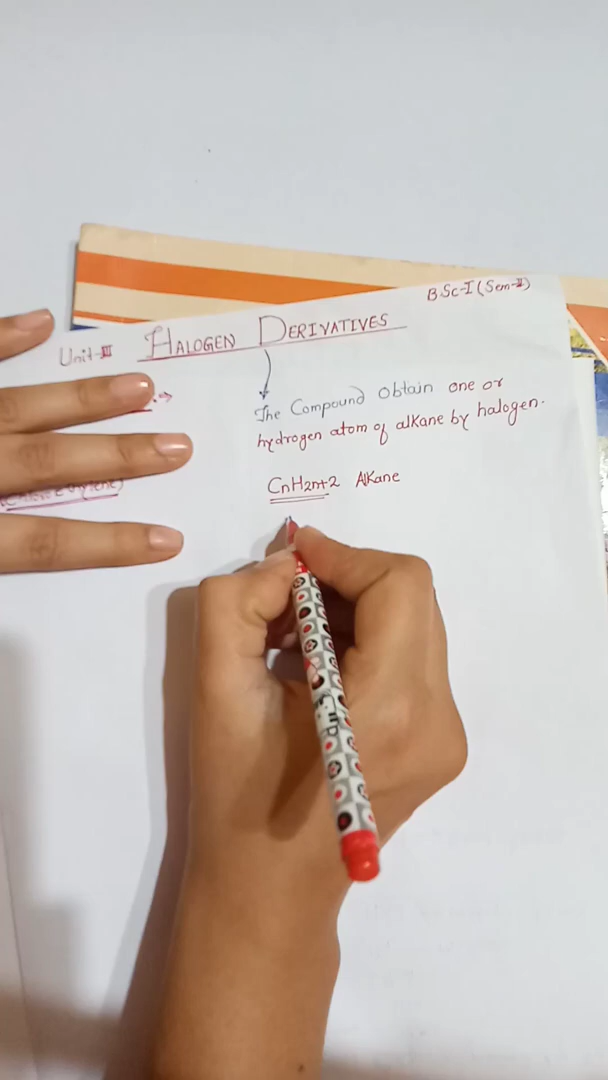 BSc-I (Sem-II)
Unit-III HALOGEN DERIVATIVES
The Compound Obtain one or
hydrogen atom of alkane by halogen.
CnH2n+2 Alkane